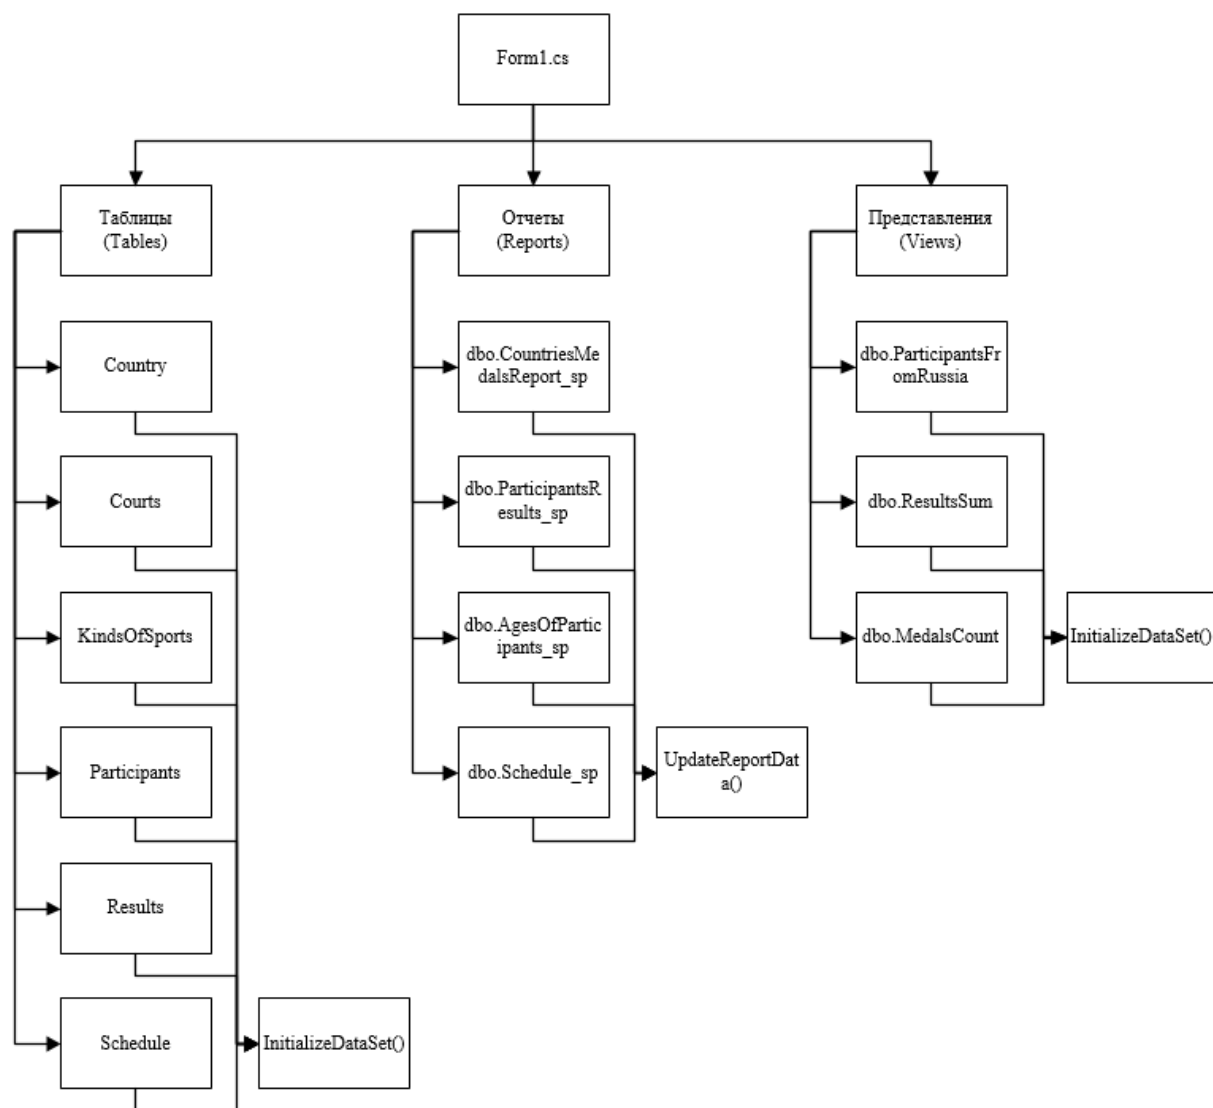 Form1.cs
Таблицы
(Tables)
Отчеты
(Reports)
Представления
(Views)
Country
dbo.CountriesMe
dalsReport_sp
dbo.ParticipantsFr
omRussia
Courts
dbo.ParticipantsR
esults_sp
dbo.ResultsSum
KindsOfSports
dbo.AgesOfPartic
ipants_sp
dbo.MedalsCount
InitializeDataSet()
Participants
dbo.Schedule_sp
UpdateReportDat
a()
Results
Schedule
InitializeDataSet()